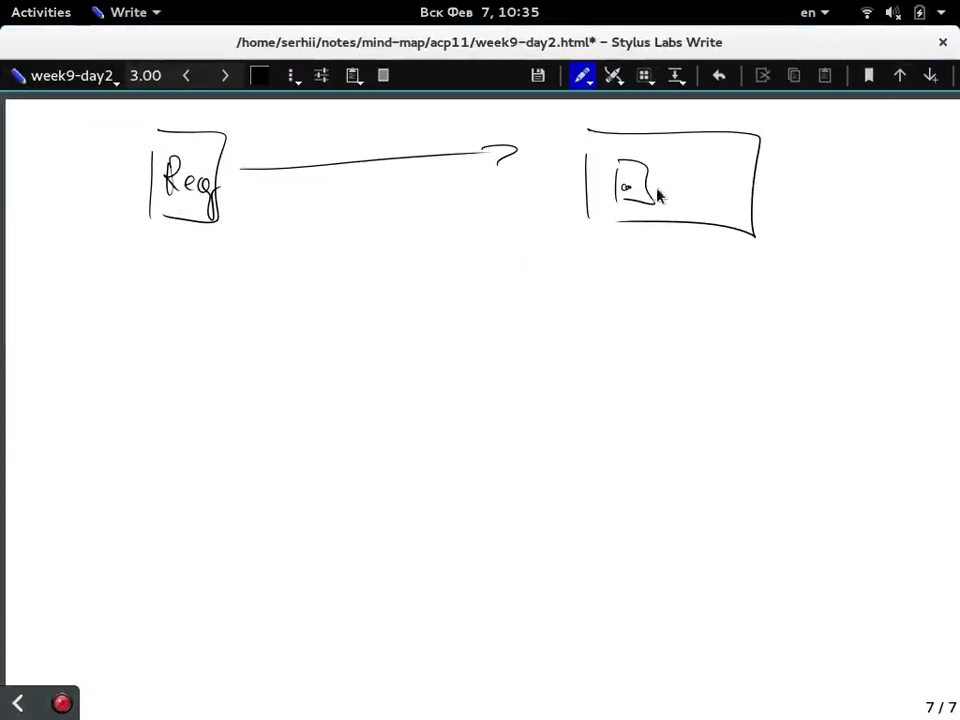 Activities Write Вск Фев 7, 10:35 en
/home/serhii/notes/mind-map/acp11/week9-day2.html* – Stylus Labs Write
week9-day2 3.00
Req
7 / 7